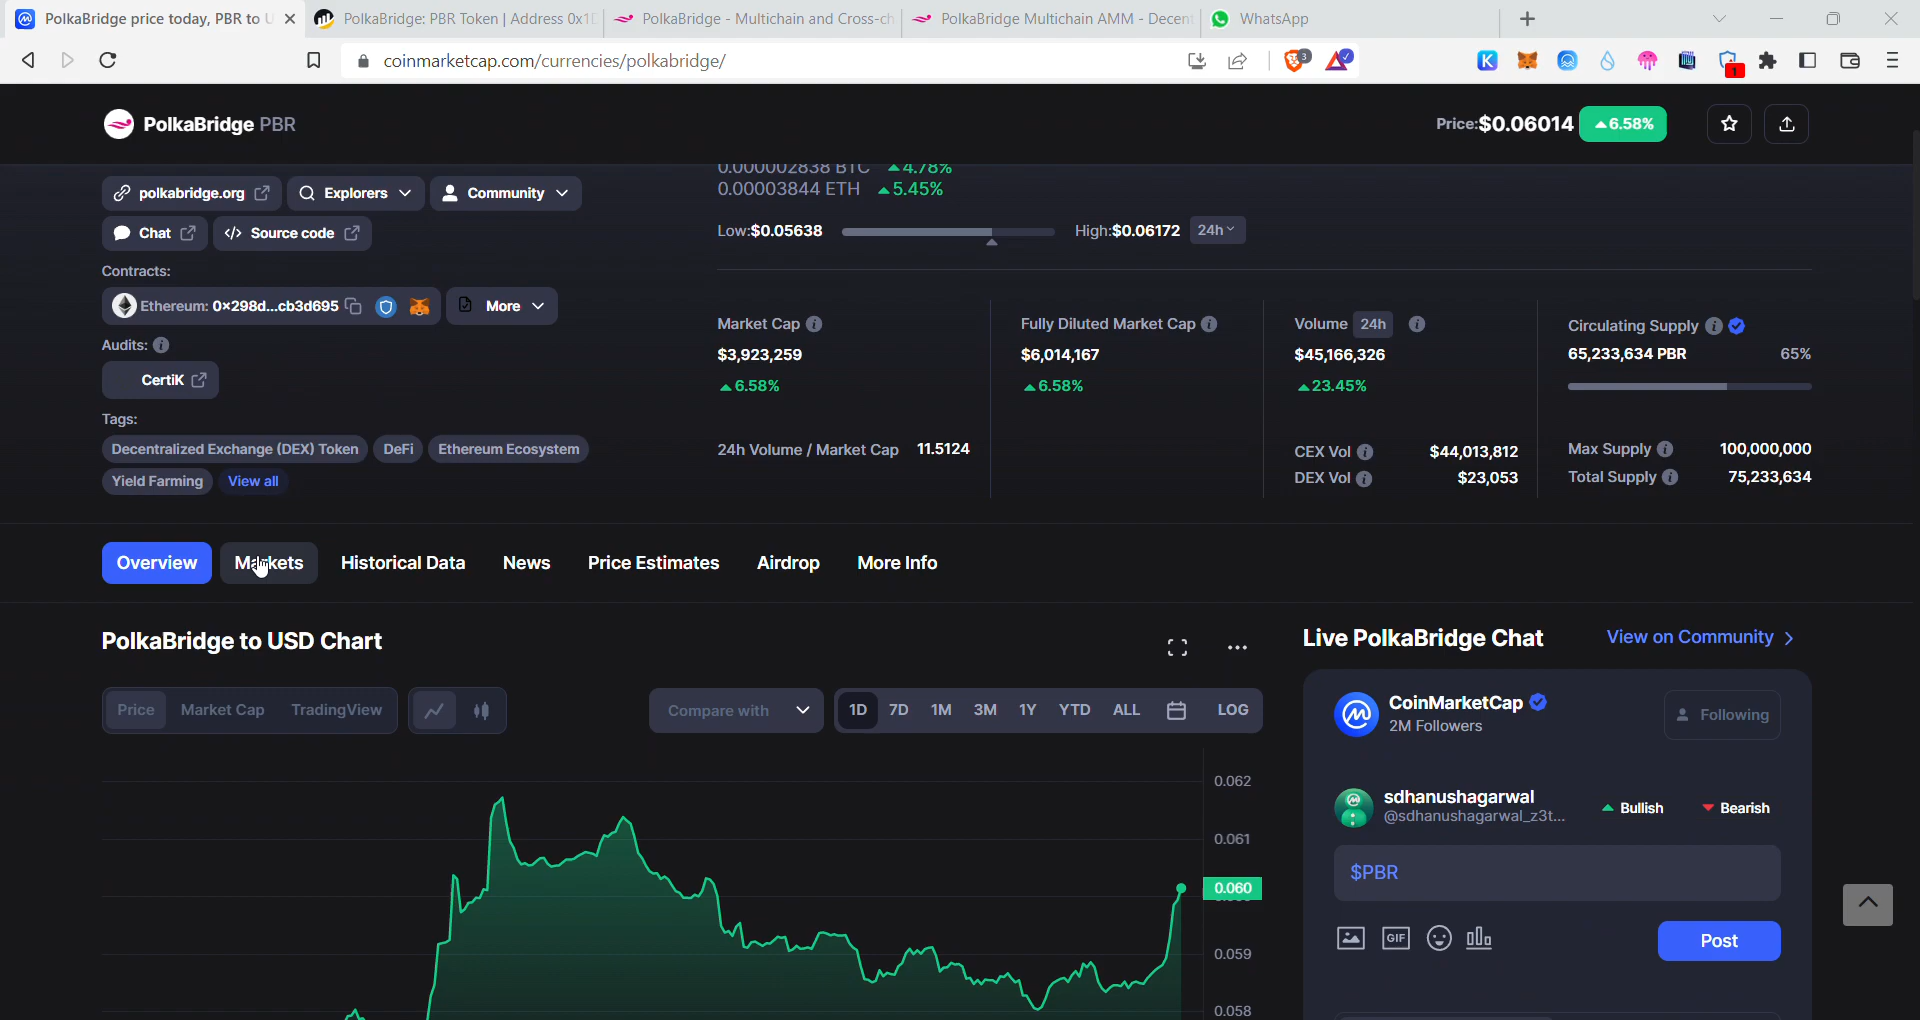 PolkaBridge price today, PBR to U
PolkaBridge: PBR Token | Address 0x1D
PolkaBridge - Multichain and Cross-ch
PolkaBridge Multichain AMM - Decent
WhatsApp
coinmarketcap.com/currencies/polkabridge/
3
1
PolkaBridge PBR
Price:$0.06014
6.58%
0.000002838 BTC 4.78%
0.00003844 ETH 5.45%
polkabridge.org
Explorers
Community
Chat
Source code
Low:$0.05638
High:$0.06172
24h
Contracts:
Ethereum: 0x298d...cb3d695
More
Audits:
CertiK
Tags:
Decentralized Exchange (DEX) Token
DeFi
Ethereum Ecosystem
Yield Farming
View all
Market Cap
$3,923,259
6.58%
24h Volume / Market Cap 11.5124
Fully Diluted Market Cap
$6,014,167
6.58%
Volume 24h
$45,166,326
23.45%
CEX Vol $44,013,812
DEX Vol $23,053
Circulating Supply
65,233,634 PBR 65%
Max Supply 100,000,000
Total Supply 75,233,634
Overview
Markets
Historical Data
News
Price Estimates
Airdrop
More Info
PolkaBridge to USD Chart
Price
Market Cap
TradingView
Compare with
1D
7D
1M
3M
1Y
YTD
ALL
LOG
0.062
0.061
0.060
0.059
0.058
Live PolkaBridge Chat
View on Community
CoinMarketCap
2M Followers
Following
sdhanushagarwal
@sdhanushagarwal_z3t...
Bullish
Bearish
$PBR
GIF
Post